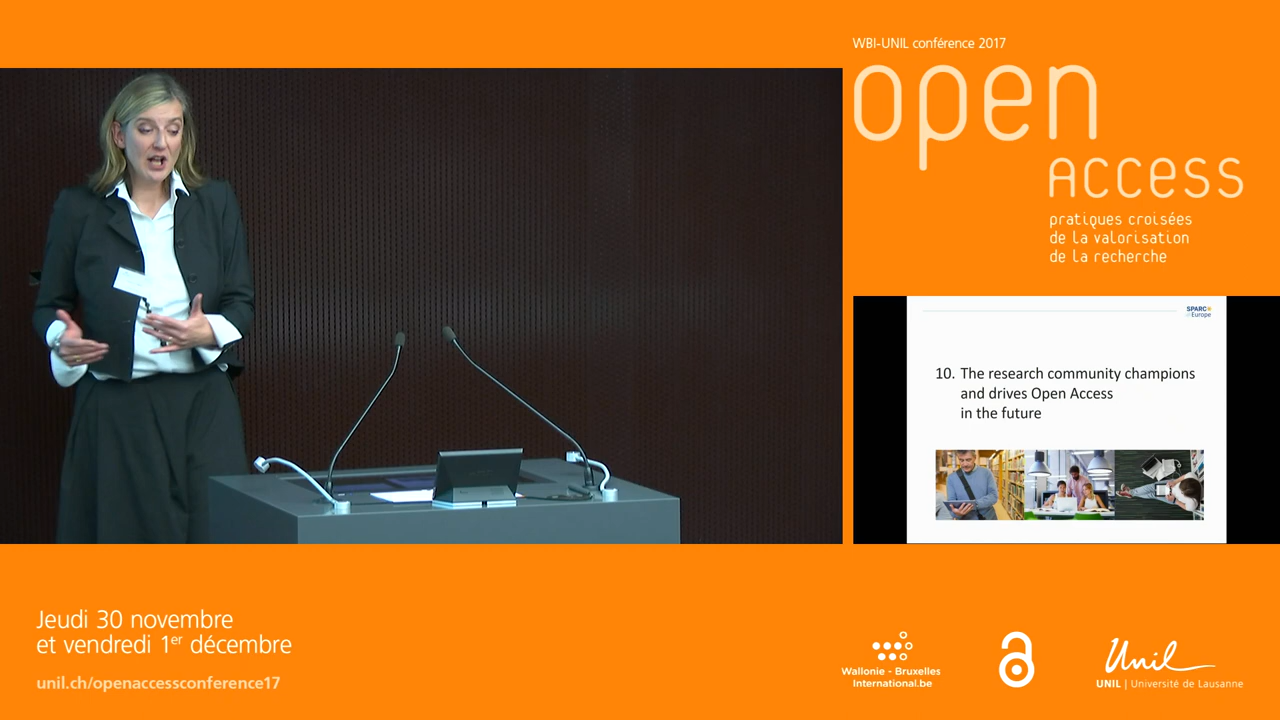 WBI-UNIL conférence 2017
open
access
pratiques croisées
de la valorisation
de la recherche
SPARC
Europe
10. The research community champions
and drives Open Access
in the future
Jeudi 30 novembre
et vendredi 1er décembre
unil.ch/openaccessconference17
Wallonie - Bruxelles
International.be
Unil
UNIL | Université de Lausanne